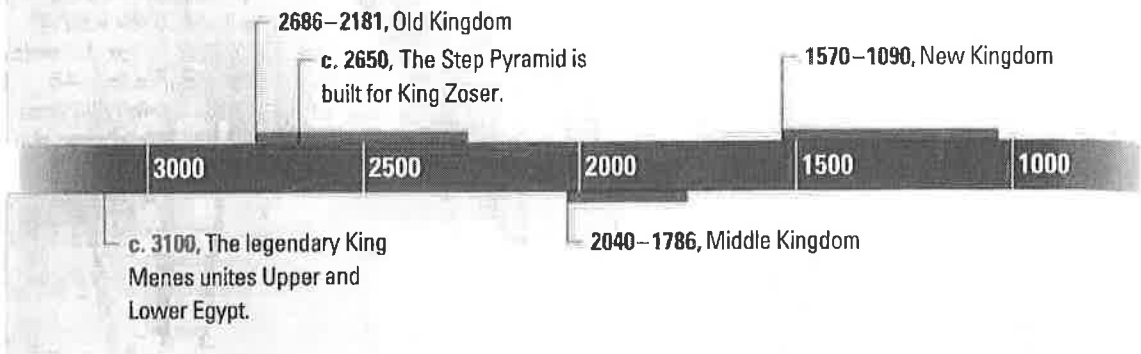 2686–2181, Old Kingdom
c. 2650, The Step Pyramid is
built for King Zoser.
1570–1090, New Kingdom
3000
2500
2000
1500
1000
c. 3100, The legendary King
Menes unites Upper and
Lower Egypt.
2040–1786, Middle Kingdom